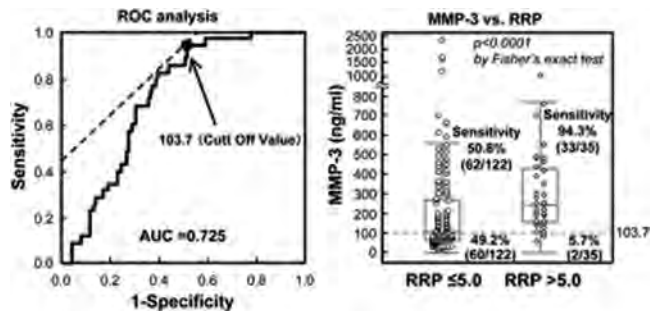 ROC analysis
1.0
0.8
0.6
0.4
0.2
0.0
Sensitivity
103.7 (Cutt Off Value)
AUC =0.725
0.0 0.2 0.4 0.6 0.8 1.0
1-Specificity
MMP-3 vs. RRP
MMP-3 (ng/ml)
2500
2000
1500
1000
800
700
600
500
400
300
200
100
0
p<0.0001
by Fisher's exact test
Sensitivity
50.8%
(62/122)
Sensitivity
94.3%
(33/35)
103.7
49.2%
(60/122)
5.7%
(2/35)
RRP ≤5.0 RRP >5.0